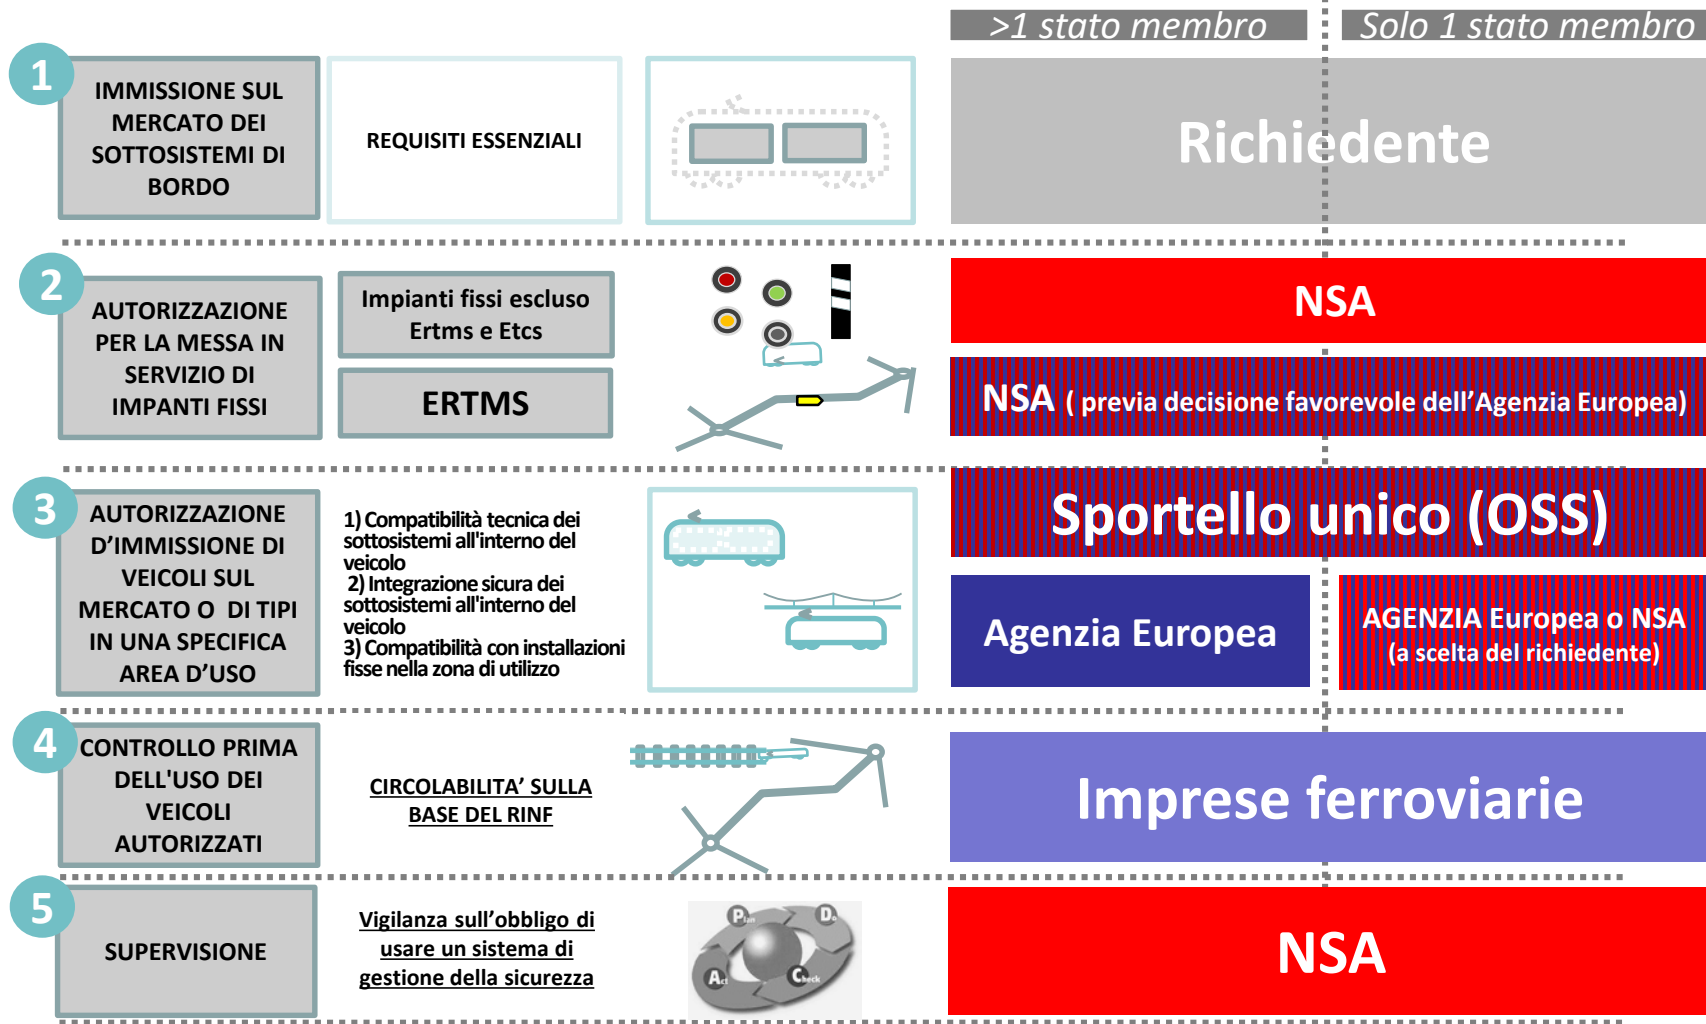 >1 stato membro
Solo 1 stato membro
1
IMMISSIONE SUL
MERCATO DEI
SOTTOSISTEMI DI
BORDO
REQUISITI ESSENZIALI
Richiedente
2
AUTORIZZAZIONE
PER LA MESSA IN
SERVIZIO DI
IMPANTI FISSI
Impianti fissi escluso
Ertms e Etcs
ERTMS
NSA
NSA ( previa decisione favorevole dell’Agenzia Europea)
3
AUTORIZZAZIONE
D’IMMISSIONE DI
VEICOLI SUL
MERCATO O DI TIPI
IN UNA SPECIFICA
AREA D’USO
1) Compatibilità tecnica dei
sottosistemi all'interno del
veicolo
2) Integrazione sicura dei
sottosistemi all'interno del
veicolo
3) Compatibilità con installazioni
fisse nella zona di utilizzo
Sportello unico (OSS)
Agenzia Europea
AGENZIA Europea o NSA
(a scelta del richiedente)
4
CONTROLLO PRIMA
DELL'USO DEI
VEICOLI
AUTORIZZATI
CIRCOLABILITA’ SULLA
BASE DEL RINF
Imprese ferroviarie
5
SUPERVISIONE
Vigilanza sull’obbligo di
usare un sistema di
gestione della sicurezza
Plan
Do
Act
Check
NSA